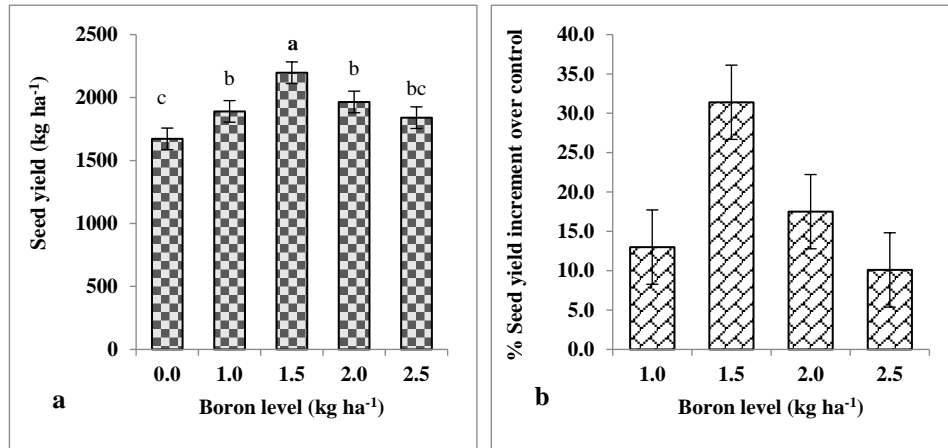 2500
2000
1500
1000
500
0
Seed yield (kg ha⁻¹)
c
b
a
b
bc
0.0 1.0 1.5 2.0 2.5
Boron level (kg ha⁻¹)
a
40.0
35.0
30.0
25.0
20.0
15.0
10.0
5.0
0.0
% Seed yield increment over control
1.0 1.5 2.0 2.5
Boron level (kg ha⁻¹)
b